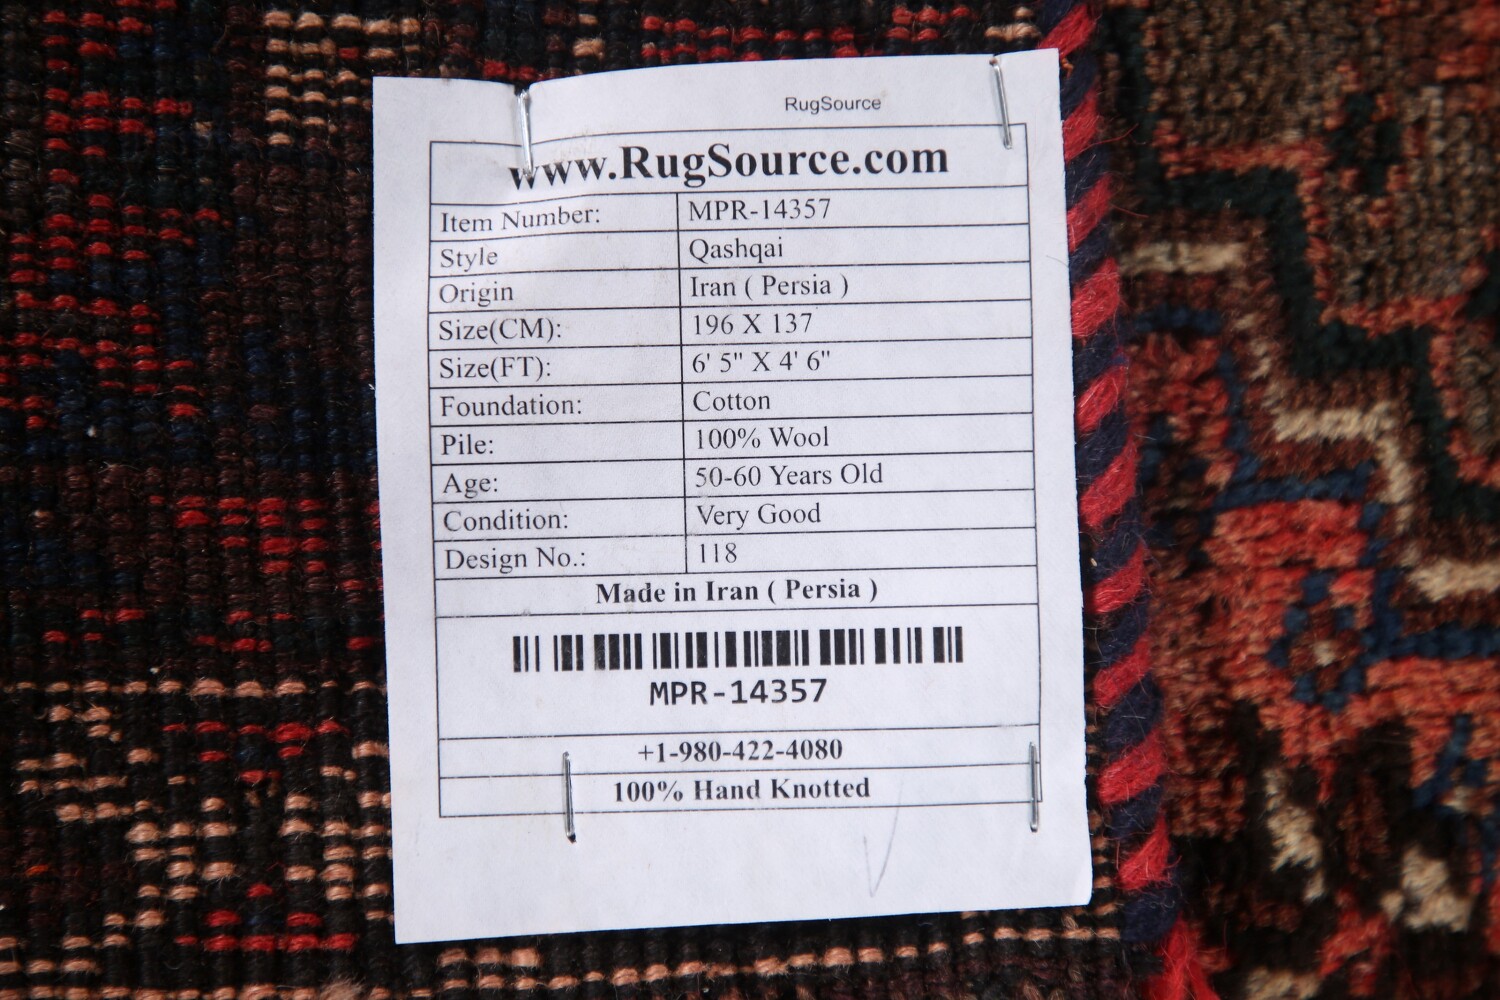 RugSource
www.RugSource.com
Item Number: MPR-14357
Style Qashqai
Origin Iran ( Persia )
Size(CM): 196 X 137
Size(FT): 6' 5" X 4' 6"
Foundation: Cotton
Pile: 100% Wool
Age: 50-60 Years Old
Condition: Very Good
Design No.: 118
Made in Iran ( Persia )
MPR-14357
+1-980-422-4080
100% Hand Knotted